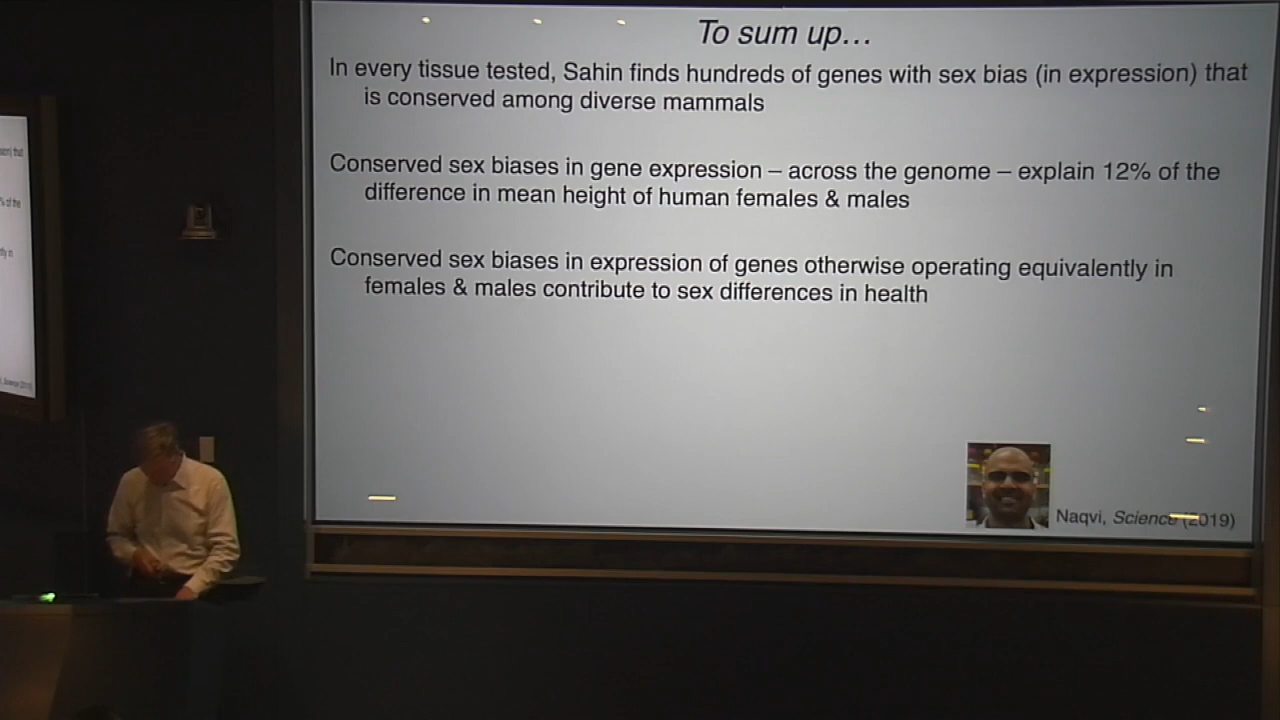 To sum up...
In every tissue tested, Sahin finds hundreds of genes with sex bias (in expression) that
is conserved among diverse mammals
Conserved sex biases in gene expression – across the genome – explain 12% of the
difference in mean height of human females & males
Conserved sex biases in expression of genes otherwise operating equivalently in
females & males contribute to sex differences in health
Naqvi, Science (2019)